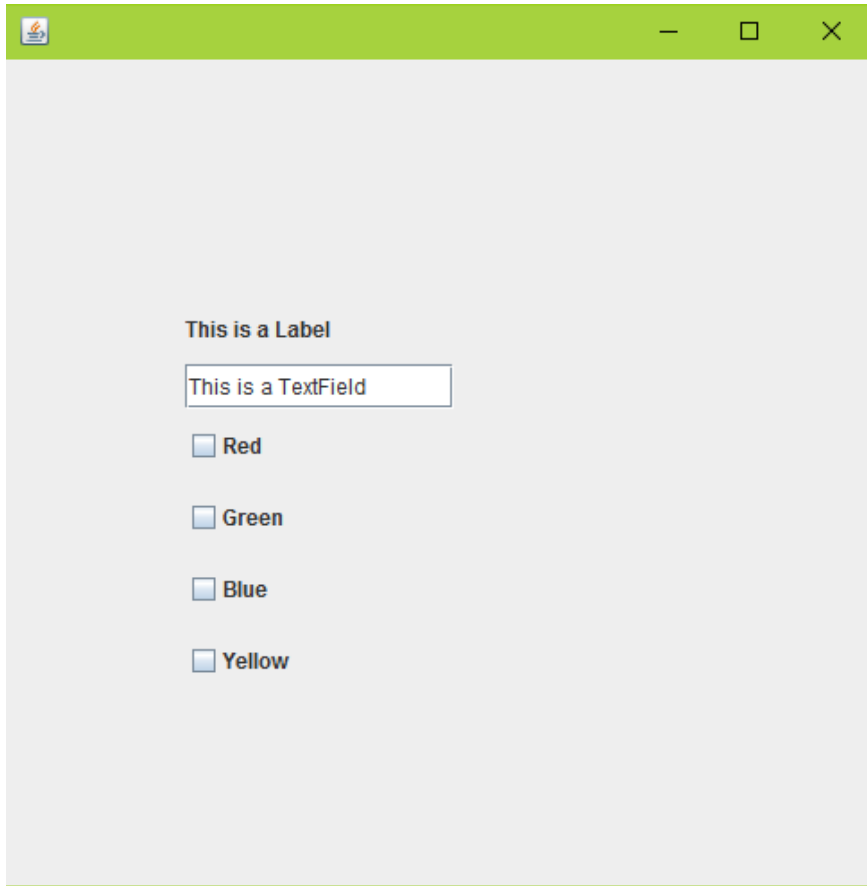 This is a Label
This is a TextField
Red
Green
Blue
Yellow